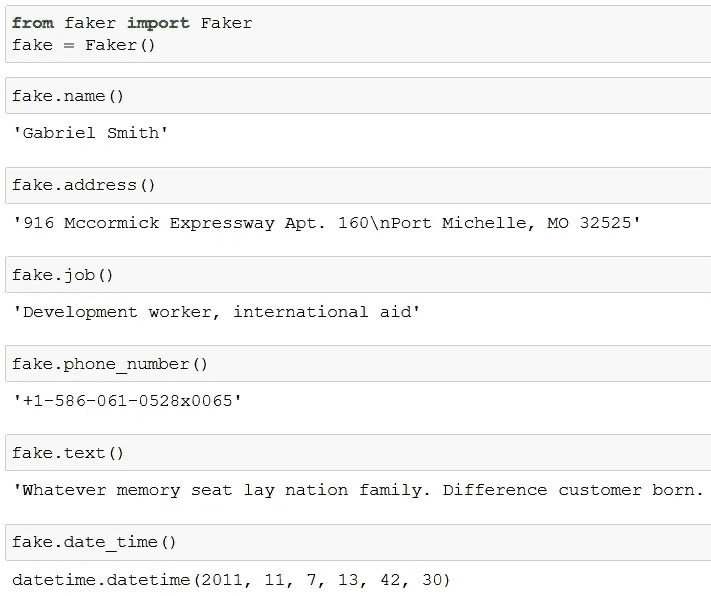 from faker import Faker
fake = Faker()
fake.name()
'Gabriel Smith'
fake.address()
'916 Mccormick Expressway Apt. 160\nPort Michelle, MO 32525'
fake.job()
'Development worker, international aid'
fake.phone_number()
'+1-586-061-0528x0065'
fake.text()
'Whatever memory seat lay nation family. Difference customer born.
fake.date_time()
datetime.datetime(2011, 11, 7, 13, 42, 30)